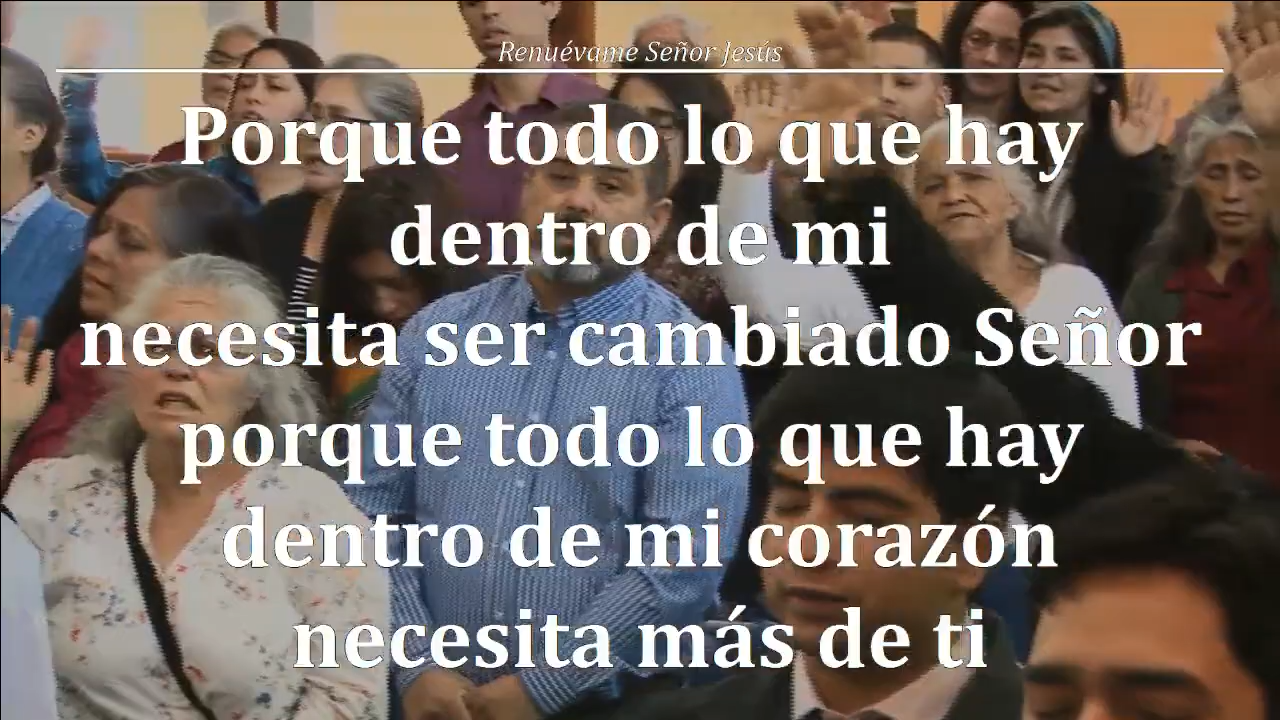 Renuévame Señor Jesús
Porque todo lo que hay
dentro de mi
necesita ser cambiado Señor
porque todo lo que hay
dentro de mi corazón
necesita más de ti